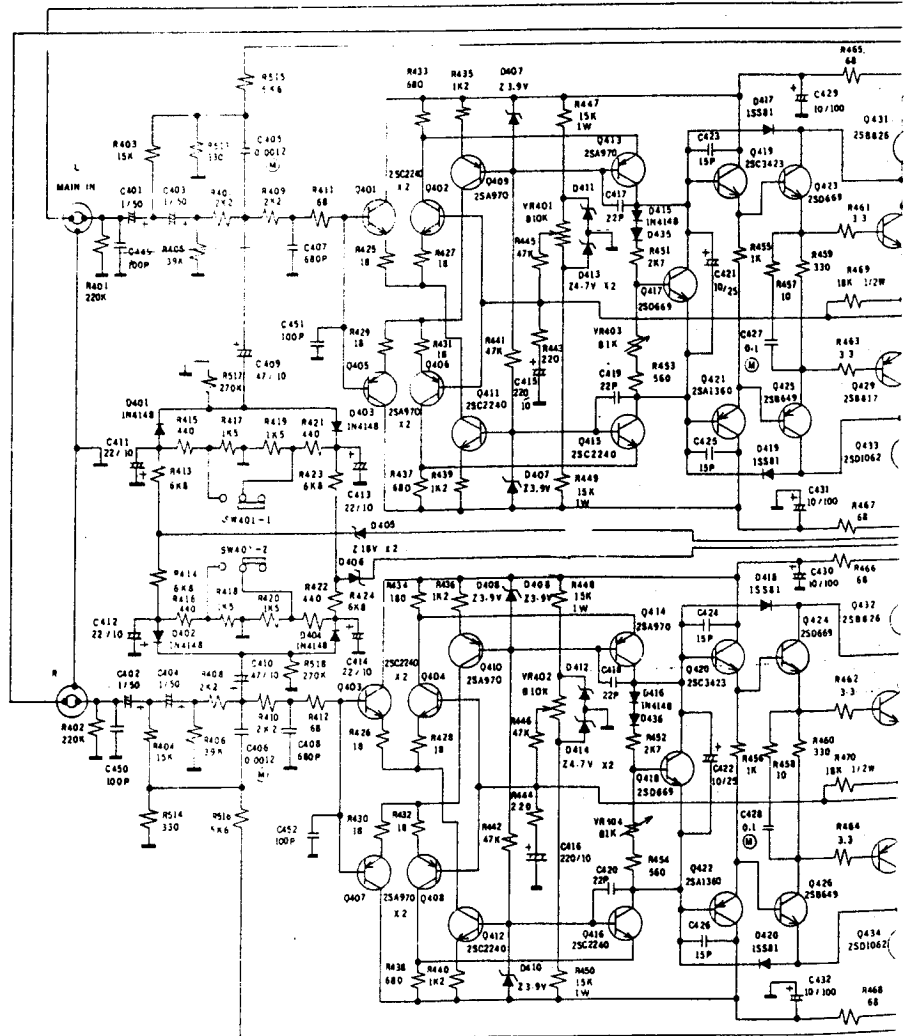 L
MAIN IN
R403
15K
R515
5K6
C405
0.0012
(M)
C401
1/50
C403
1/50
2K2
R409
2K2
R411
68
C407
680P
100P
R405
39K
R401
220K
R433
680
R435
1K2
D407
Z 3.9V
R447
15K
1W
Q401
2SC2240
X 2
Q402
Q409
2SA970
Q413
2SA970
R425
18
R427
18
VR401
B10K
D411
D413
Z4.7V X2
R445
47K
C417
22P
D415
1N4148
D435
R451
2K7
Q417
2SD669
C421
10/25
C423
15P
D417
1SS81
Q419
2SC3423
Q423
2SD669
R465
68
C429
10/100
Q431
2SB826
R461
3.3
R455
1K
R457
10
R459
330
R469
18K 1/2W
C427
0.1
(M)
R463
3.3
Q429
2SB817
C451
100P
R429
18
R431
18
Q405
Q406
2SA970
X 2
R441
47K
R443
220
C415
220
10
VR403
B1K
C419
22P
R453
560
Q411
2SC2240
Q415
2SC2240
Q421
2SA1360
C425
15P
Q425
2SB649
D419
1SS81
Q433
2SD1062
C431
10/100
R467
68
R437
680
R439
1K2
D407
Z3.9V
R449
15K
1W
R517
270K
C409
47/10
D401
1N4148
D403
1N4148
C411
22/10
R415
440
R417
1K5
R419
1K5
R421
440
R413
6K8
R423
6K8
C413
22/10
SW401-1
D405
Z 18V X2
D406
R414
6K8
R416
440
R418
1K5
R420
1K5
R422
440
R424
6K8
C412
22/10
D402
1N4148
D404
1N4148
C414
22/10
C410
47/10
R518
270K
R
C402
1/50
C404
1/50
R408
2K2
R410
2K2
R412
68
R402
220K
C450
100P
R404
15K
R406
39K
C406
0.0012
C408
680P
R514
330
R516
5K6
R436
1K2
D408
Z3.9V
D408
Z3.9V
R448
15K
1W
Q403
2SC2240
X 2
Q404
Q410
2SA970
Q414
2SA970
R426
18
R428
18
VR402
B10K
D412
D414
Z4.7V X2
R446
47K
R444
220
C416
220/10
C418
22P
D416
1N4148
D436
R452
2K7
Q418
2SD669
C422
10/25
C424
15P
D418
1SS81
Q420
2SC3423
Q424
2SD669
C430
10/100
R466
68
Q432
2SB826
R462
3.3
R456
1K
R458
10
R460
330
R470
18K 1/2W
C428
0.1
(M)
R464
3.3
C452
100P
R430
18
R432
18
Q407
2SA970
X 2
Q408
R442
47K
VR404
B1K
R454
560
C420
22P
Q412
2SC2240
Q416
2SC2240
Q422
2SA1360
C426
15P
Q426
2SB649
D420
1SS81
Q434
2SD1062
C432
10/100
R468
68
R438
680
R440
1K2
D410
Z3.9V
R450
15K
1W